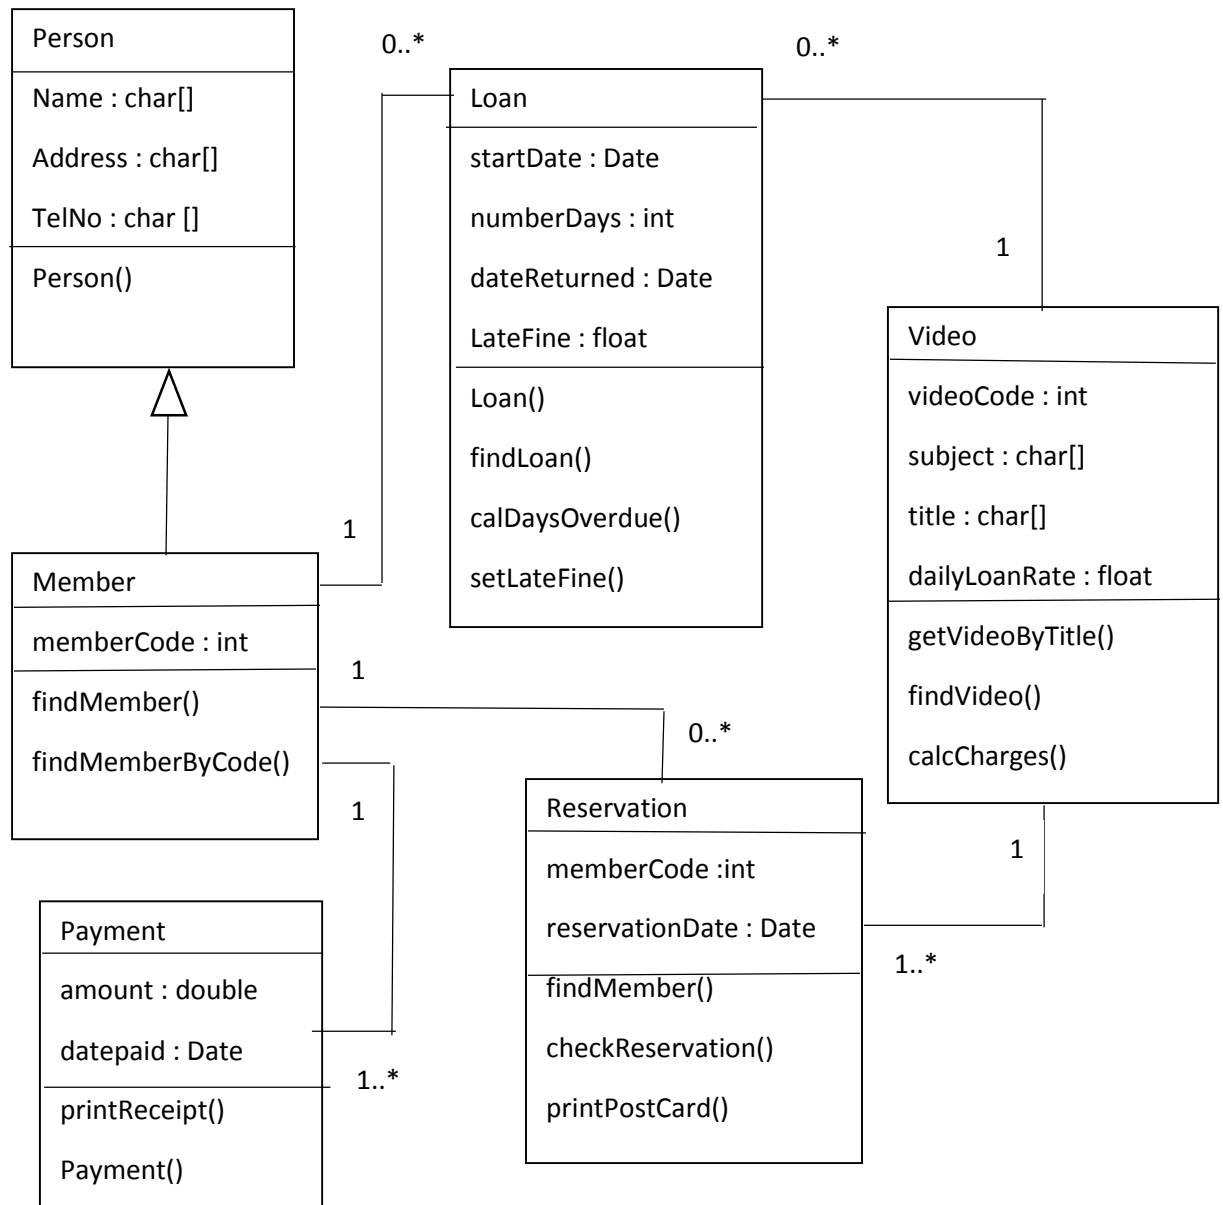 Person
Name : char[]
Address : char[]
TelNo : char []
Person()
0..*
Loan
startDate : Date
numberDays : int
dateReturned : Date
LateFine : float
Loan()
findLoan()
calDaysOverdue()
setLateFine()
0..*
1
Video
videoCode : int
subject : char[]
title : char[]
dailyLoanRate : float
getVideoByTitle()
findVideo()
calcCharges()
1
Member
memberCode : int
findMember()
findMemberByCode()
1
0..*
1
Reservation
memberCode :int
reservationDate : Date
findMember()
checkReservation()
printPostCard()
1
1..*
Payment
amount : double
datepaid : Date
printReceipt()
Payment()
1..*